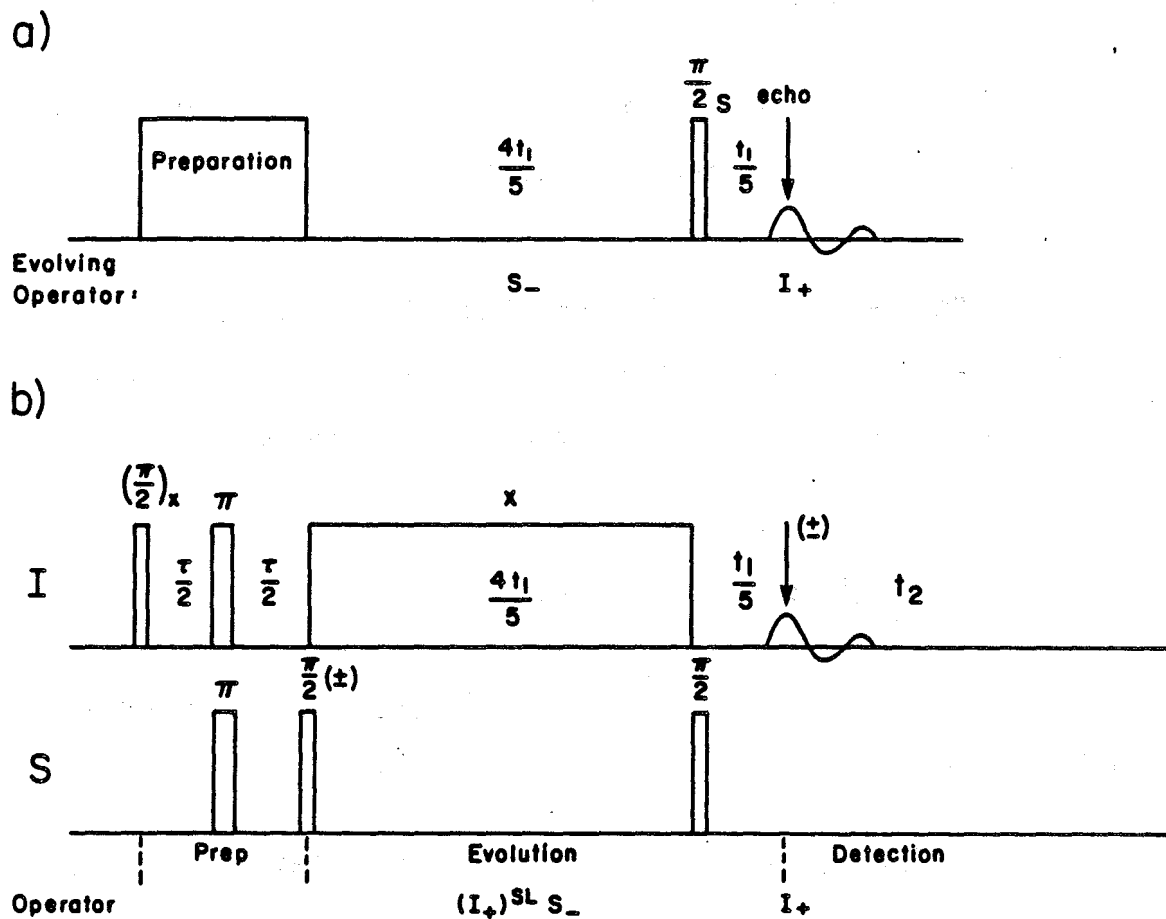 a)
π/2 S echo
Preparation 4t₁/5 t₁/5
Evolving
Operator: S₋ I₊
b)
(π/2)ₓ π x (±)
I τ/2 τ/2 4t₁/5 t₁/5 t₂
π π/2 (±) π/2
S
Prep Evolution Detection
Operator (I₊)^SL S₋ I₊